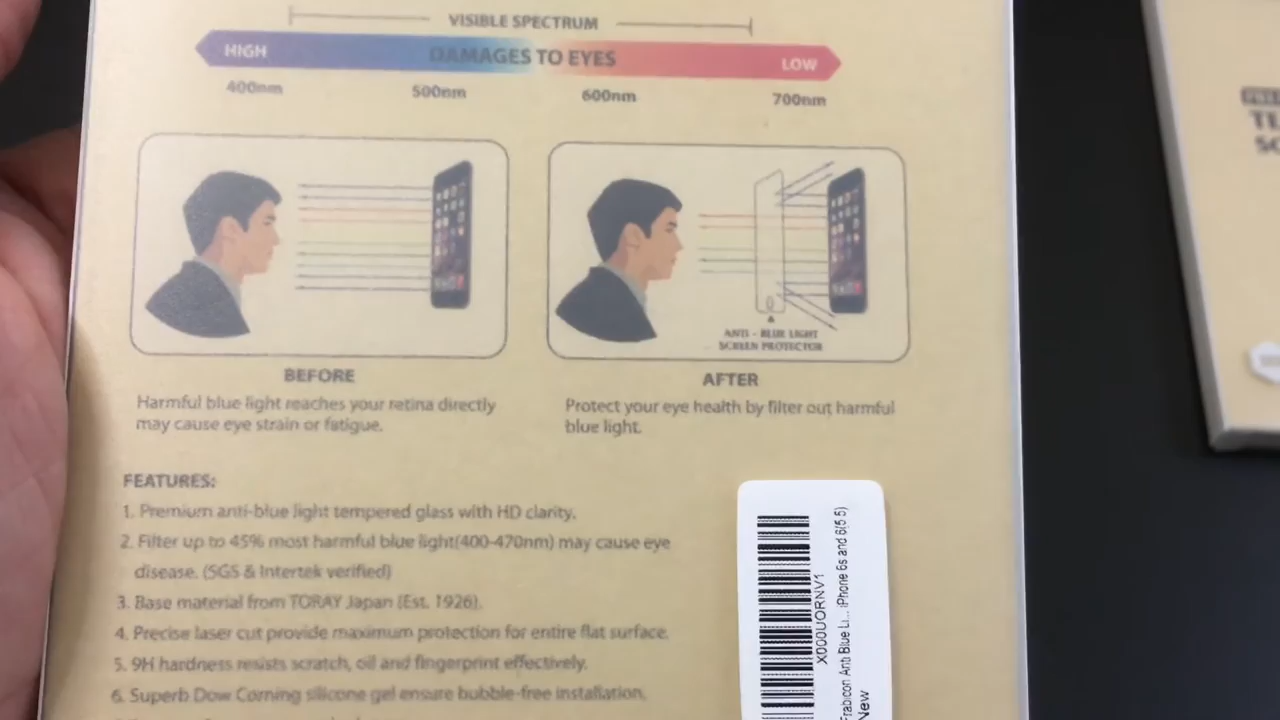 VISIBLE SPECTRUM
HIGH DAMAGES TO EYES LOW
400nm 500nm 600nm 700nm
ANTI - BLUE LIGHT
SCREEN PROTECTOR
BEFORE
Harmful blue light reaches your retina directly
may cause eye strain or fatigue.
AFTER
Protect your eye health by filter out harmful
blue light.
FEATURES:
1. Premium anti-blue light tempered glass with HD clarity.
2. Filter up to 45% most harmful blue light(400-470nm) may cause eye
disease. (SGS & Intertek verified)
3. Base material from TORAY Japan (Est. 1926).
4. Precise laser cut provide maximum protection for entire flat surface.
5. 9H hardness resists scratch, oil and fingerprint effectively.
6. Superb Dow Corning silicone gel ensure bubble-free installation.
X000UORNV1
Frabicon Anti Blue Li... iPhone 6s and 6(5.5)
New